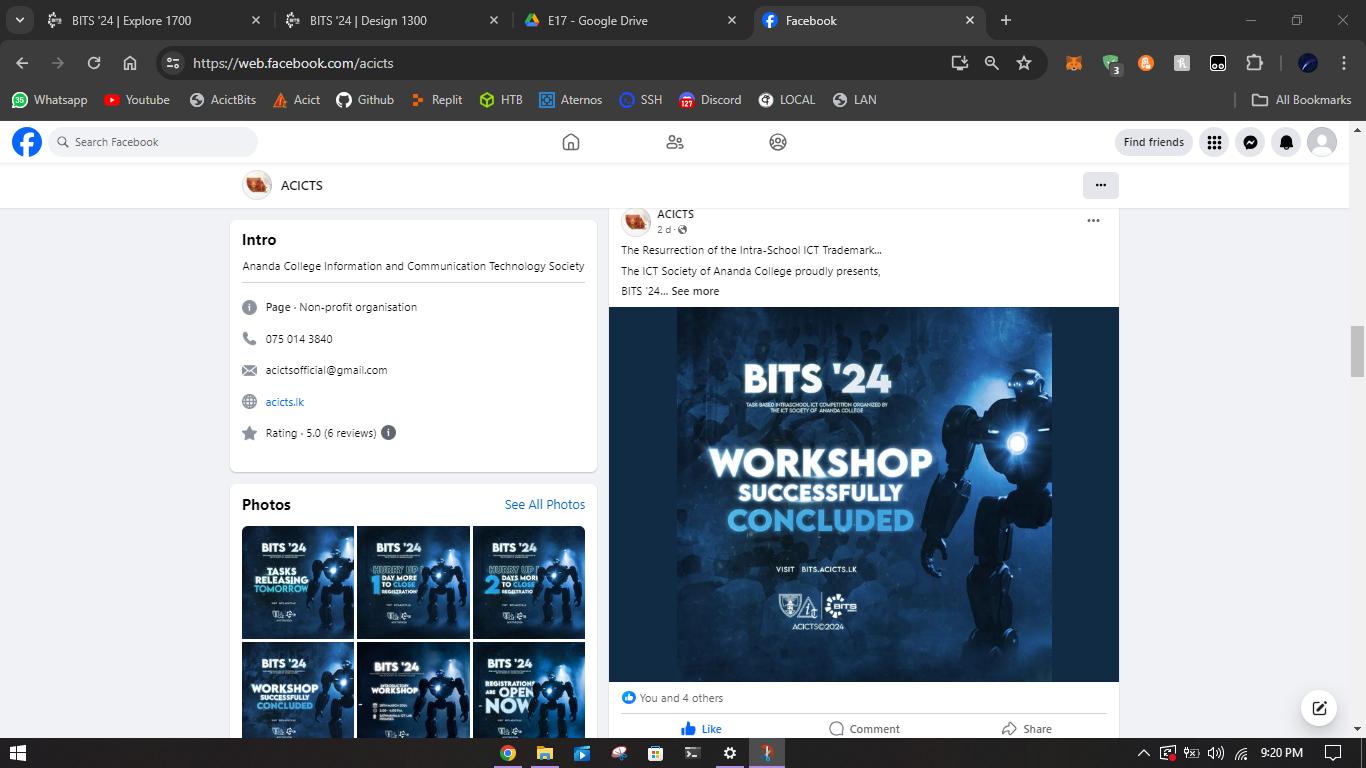 BITS '24 | Explore 1700
BITS '24 | Design 1300
E17 - Google Drive
Facebook
https://web.facebook.com/acicts
3
35 Whatsapp
Youtube
AcictBits
Acict
Github
Replit
HTB
Aternos
SSH
127 Discord
LOCAL
LAN
All Bookmarks
Search Facebook
Find friends
ACICTS
Intro
Ananda College Information and Communication Technology Society
Page · Non-profit organisation
075 014 3840
acictsofficial@gmail.com
acicts.lk
Rating · 5.0 (6 reviews)
Photos
See All Photos
BITS '24
TASKS
RELEASING
TOMORROW
BITS '24
HURRY UP
1 DAY MORE
TO CLOSE
REGISTRATION
BITS '24
HURRY UP
2 DAYS MORE
TO CLOSE
REGISTRATION
BITS '24
WORKSHOP
SUCCESSFULLY
CONCLUDED
BITS '24
INTRODUCTORY
WORKSHOP
BITS '24
REGISTRATIONS
ARE OPEN
NOW
ACICTS
2 d ·
The Resurrection of the Intra-School ICT Trademark...
The ICT Society of Ananda College proudly presents,
BITS '24... See more
BITS '24
TASK-BASED INTRASCHOOL ICT COMPETITION ORGANIZED BY
THE ICT SOCIETY OF ANANDA COLLEGE
WORKSHOP
SUCCESSFULLY
CONCLUDED
VISIT BITS.ACICTS.LK
BITS
ACICTS©2024
You and 4 others
Like
Comment
Share
9:20 PM